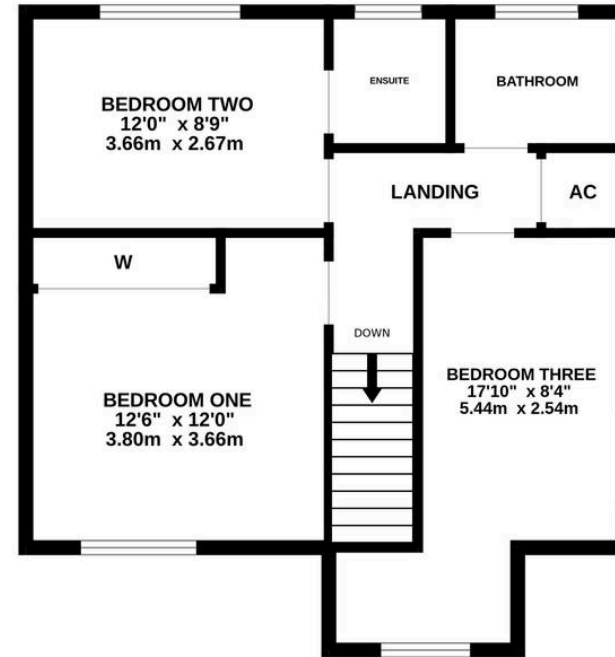 BEDROOM TWO
12'0" x 8'9"
3.66m x 2.67m
ENSUITE
BATHROOM
LANDING
AC
W
DOWN
BEDROOM ONE
12'6" x 12'0"
3.80m x 3.66m
BEDROOM THREE
17'10" x 8'4"
5.44m x 2.54m